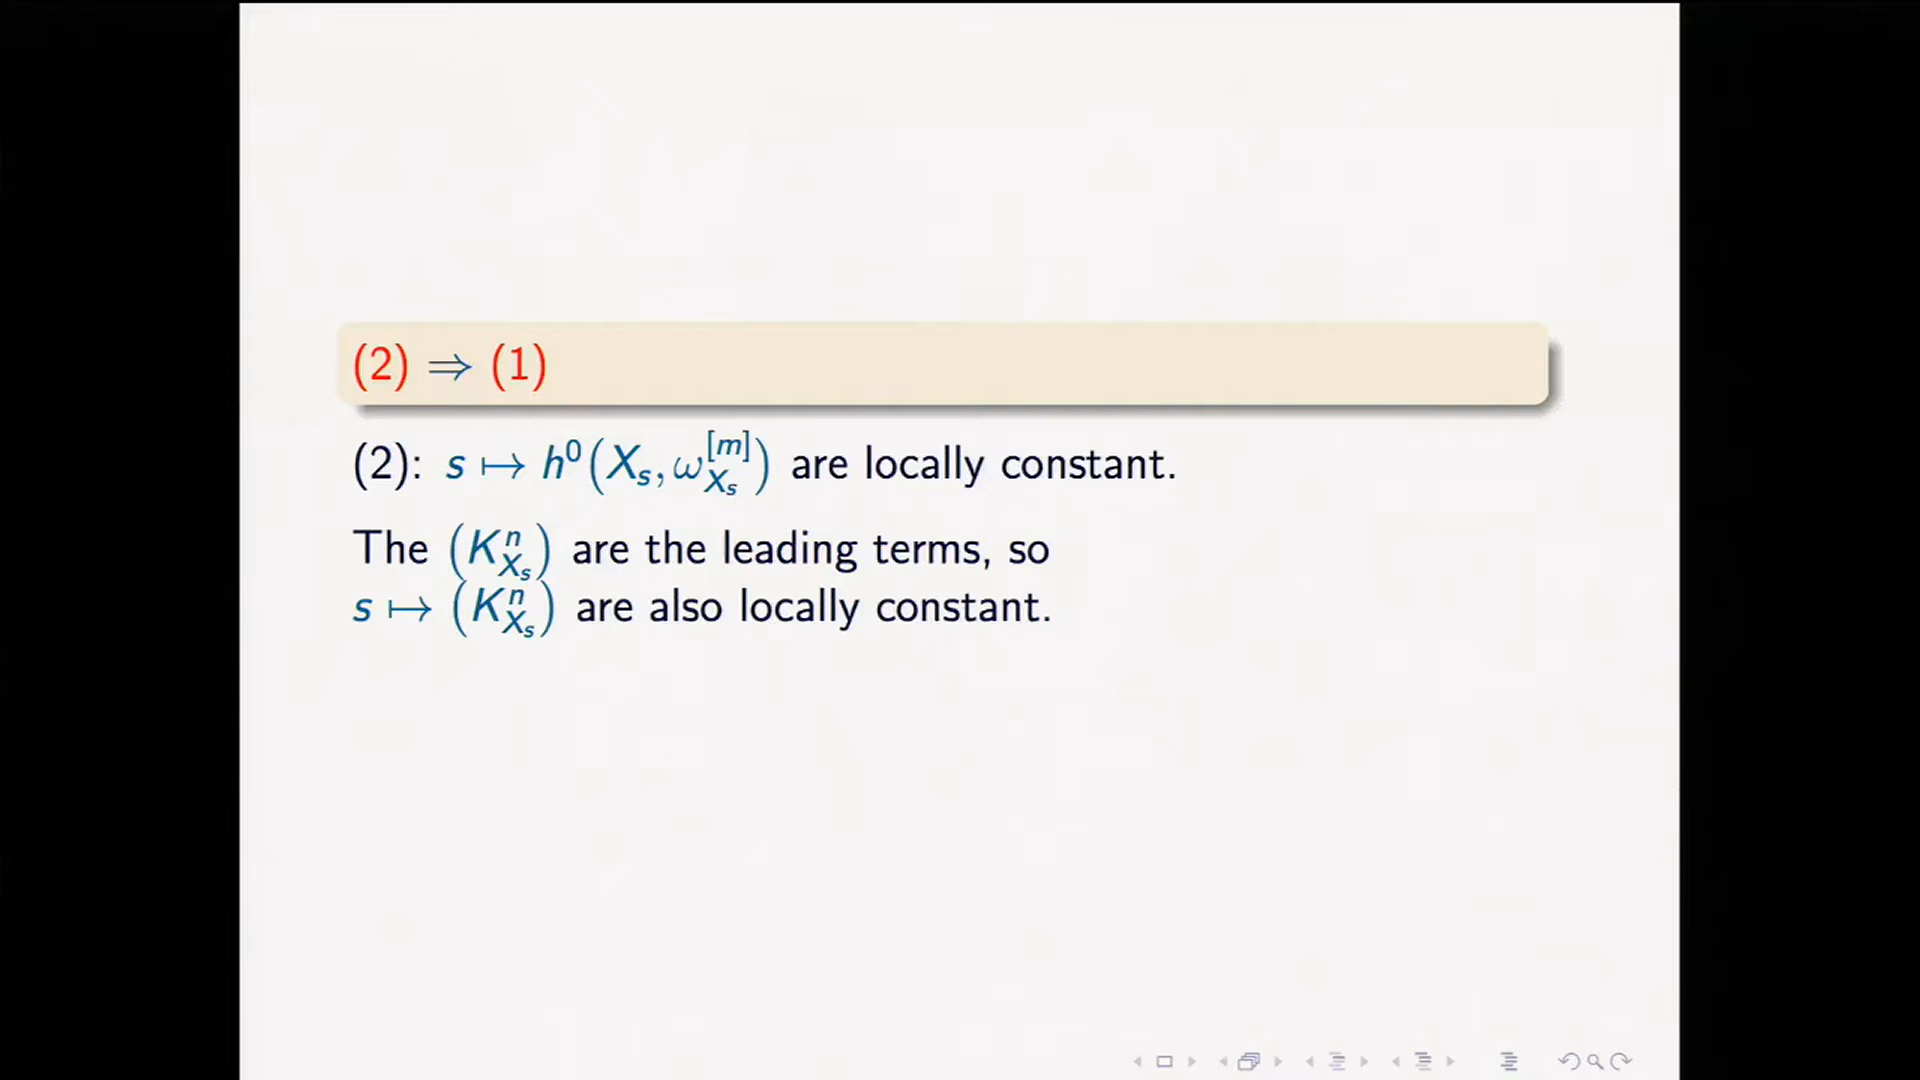 (2) ⇒ (1)
(2): s ↦ h⁰(X_s, ω_{X_s}^{[m]}) are locally constant.
The (K_{X_s}^n) are the leading terms, so
s ↦ (K_{X_s}^n) are also locally constant.